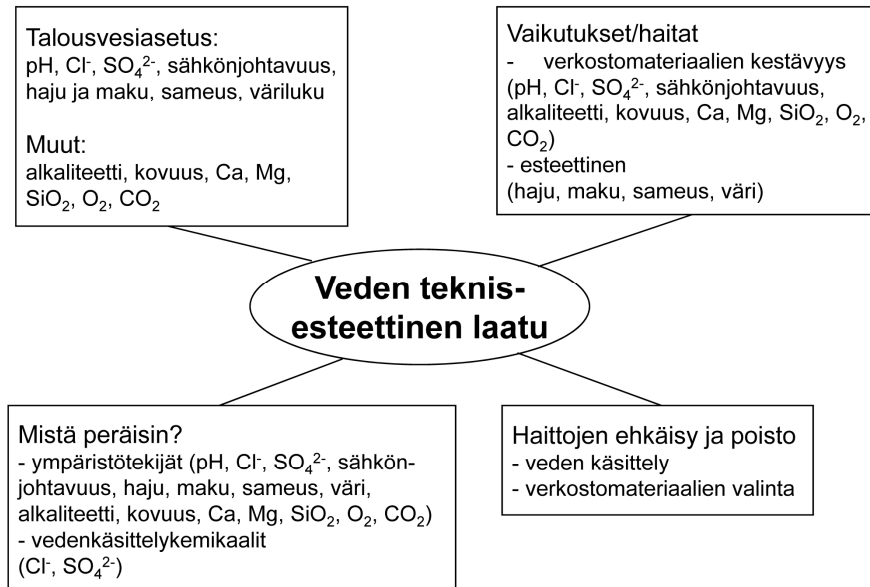 Talousvesiasetus:
pH, Cl⁻, SO₄²⁻, sähkönjohtavuus,
haju ja maku, sameus, väriluku
Muut:
alkaliteetti, kovuus, Ca, Mg,
SiO₂, O₂, CO₂
Vaikutukset/haitat
- verkostomateriaalien kestävyys
(pH, Cl⁻, SO₄²⁻, sähkönjohtavuus,
alkaliteetti, kovuus, Ca, Mg, SiO₂, O₂,
CO₂)
- esteettinen
(haju, maku, sameus, väri)
Veden teknis-
esteettinen laatu
Mistä peräisin?
- ympäristötekijät (pH, Cl⁻, SO₄²⁻, sähkön-
johtavuus, haju, maku, sameus, väri,
alkaliteetti, kovuus, Ca, Mg, SiO₂, O₂, CO₂)
- vedenkäsittelykemikaalit
(Cl⁻, SO₄²⁻)
Haittojen ehkäisy ja poisto
- veden käsittely
- verkostomateriaalien valinta